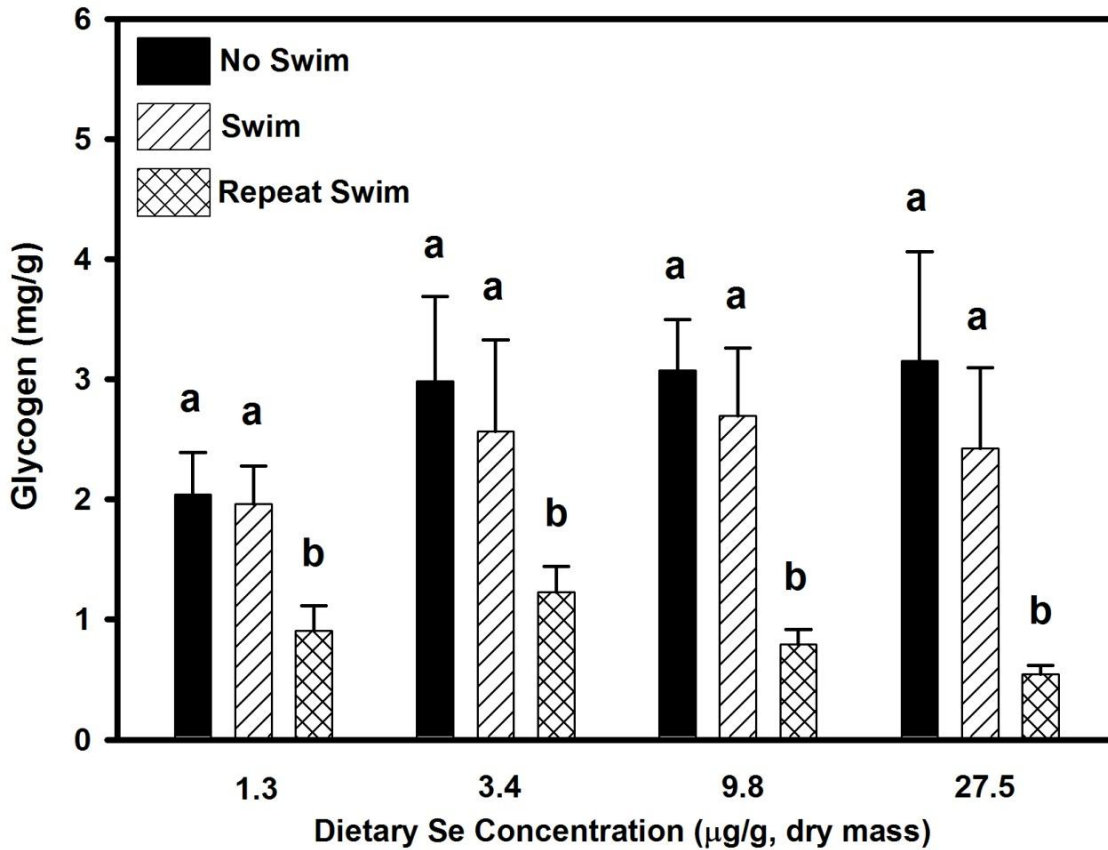 6
5
4
3
2
1
0
Glycogen (mg/g)
No Swim
Swim
Repeat Swim
a a b
a a b
a a b
a a b
1.3 3.4 9.8 27.5
Dietary Se Concentration (μg/g, dry mass)